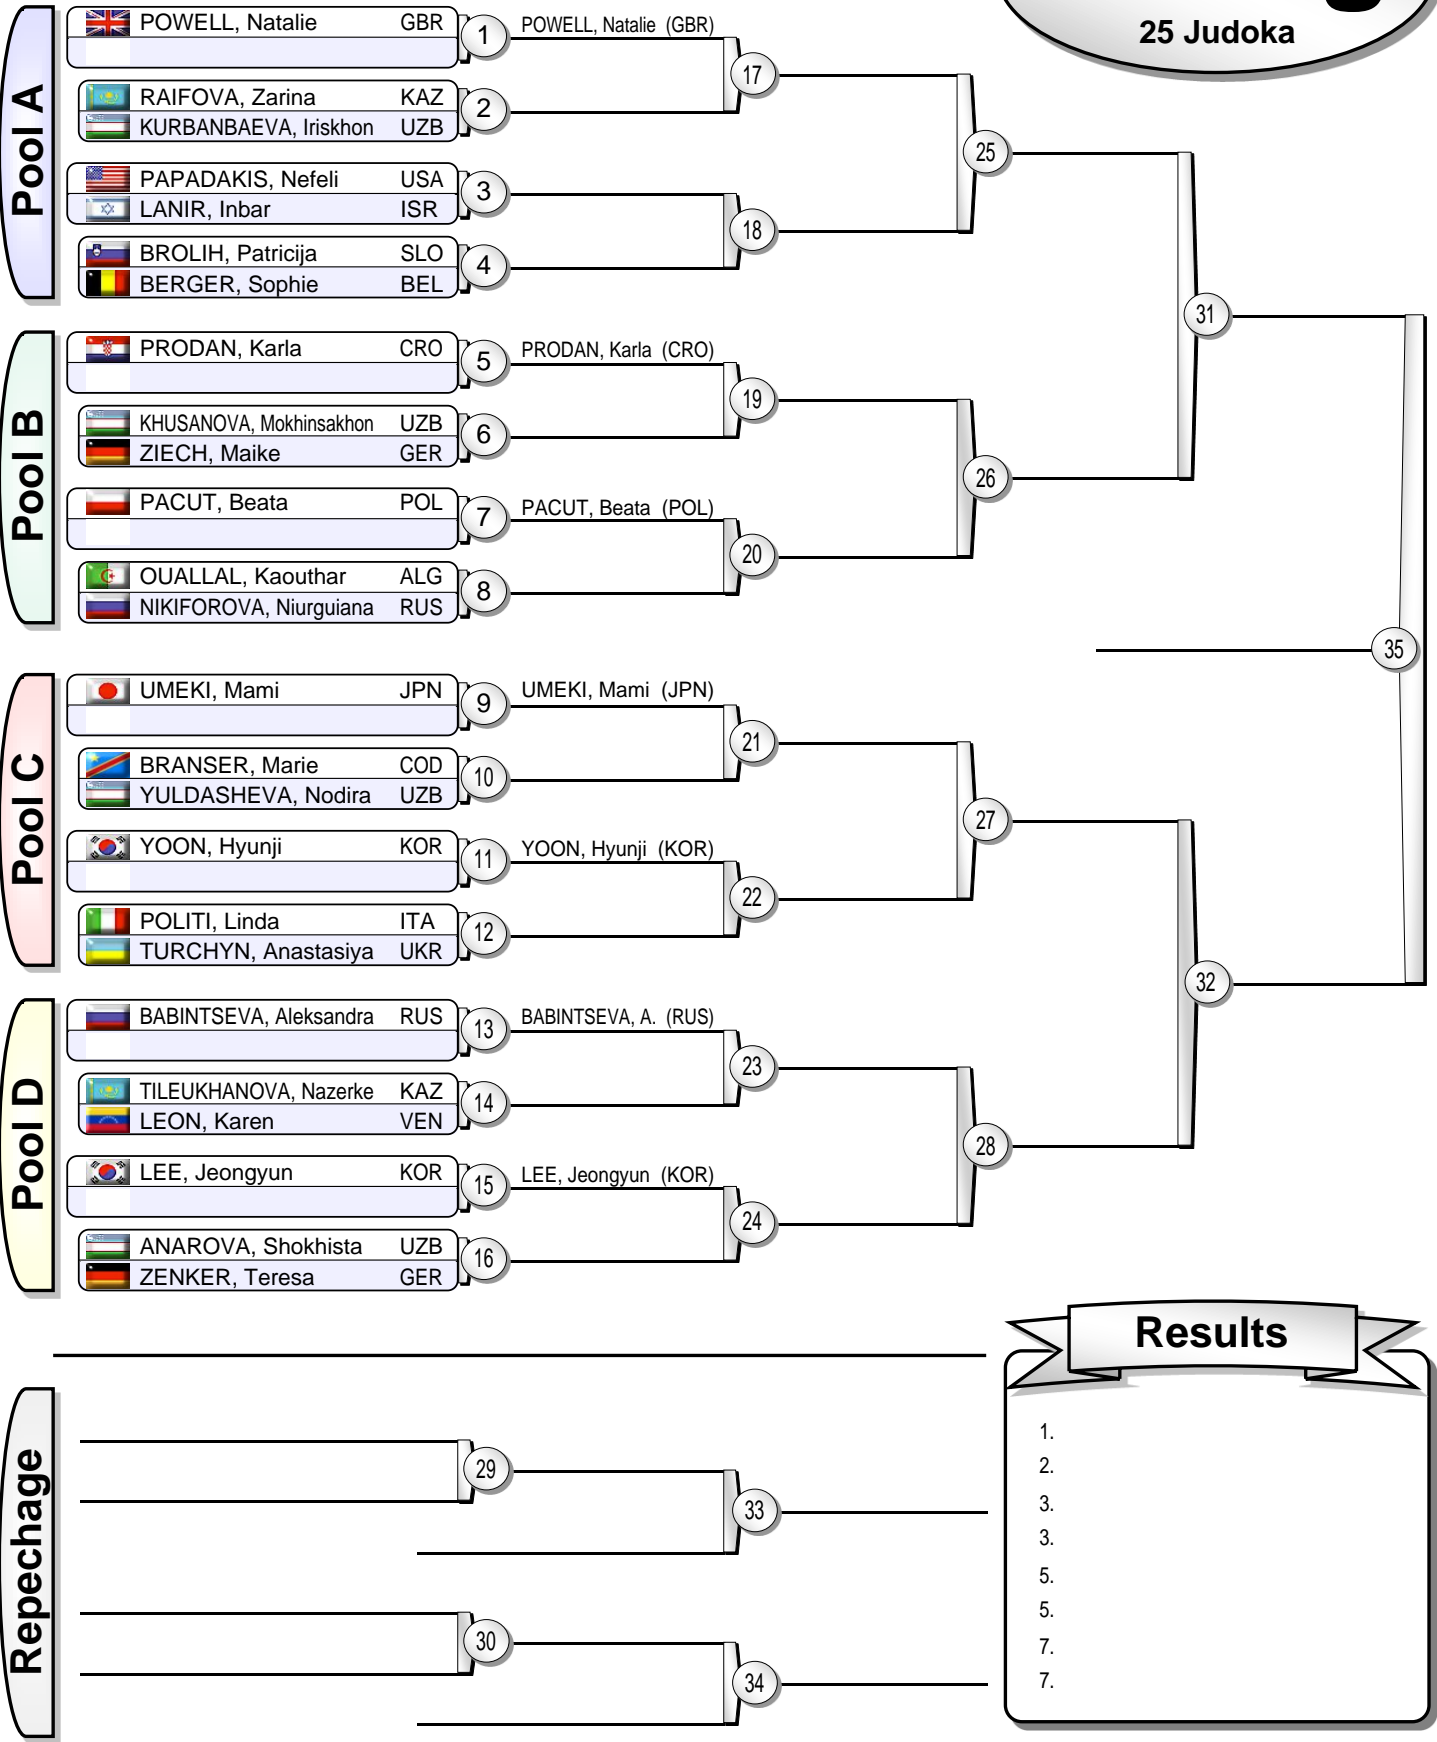 25 Judoka
Pool A
POWELL, Natalie GBR
1
POWELL, Natalie (GBR)
17
RAIFOVA, Zarina KAZ
KURBANBAEVA, Iriskhon UZB
2
25
PAPADAKIS, Nefeli USA
LANIR, Inbar ISR
3
18
BROLIH, Patricija SLO
BERGER, Sophie BEL
4
31
Pool B
PRODAN, Karla CRO
5
PRODAN, Karla (CRO)
19
KHUSANOVA, Mokhinsakhon UZB
ZIECH, Maike GER
6
26
PACUT, Beata POL
7
PACUT, Beata (POL)
20
OUALLAL, Kaouthar ALG
NIKIFOROVA, Niurguiana RUS
8
35
Pool C
UMEKI, Mami JPN
9
UMEKI, Mami (JPN)
21
BRANSER, Marie COD
YULDASHEVA, Nodira UZB
10
27
YOON, Hyunji KOR
11
YOON, Hyunji (KOR)
22
POLITI, Linda ITA
TURCHYN, Anastasiya UKR
12
32
Pool D
BABINTSEVA, Aleksandra RUS
13
BABINTSEVA, A. (RUS)
23
TILEUKHANOVA, Nazerke KAZ
LEON, Karen VEN
14
28
LEE, Jeongyun KOR
15
LEE, Jeongyun (KOR)
24
ANAROVA, Shokhista UZB
ZENKER, Teresa GER
16
Repechage
29
33
30
34
Results
1.
2.
3.
3.
5.
5.
7.
7.